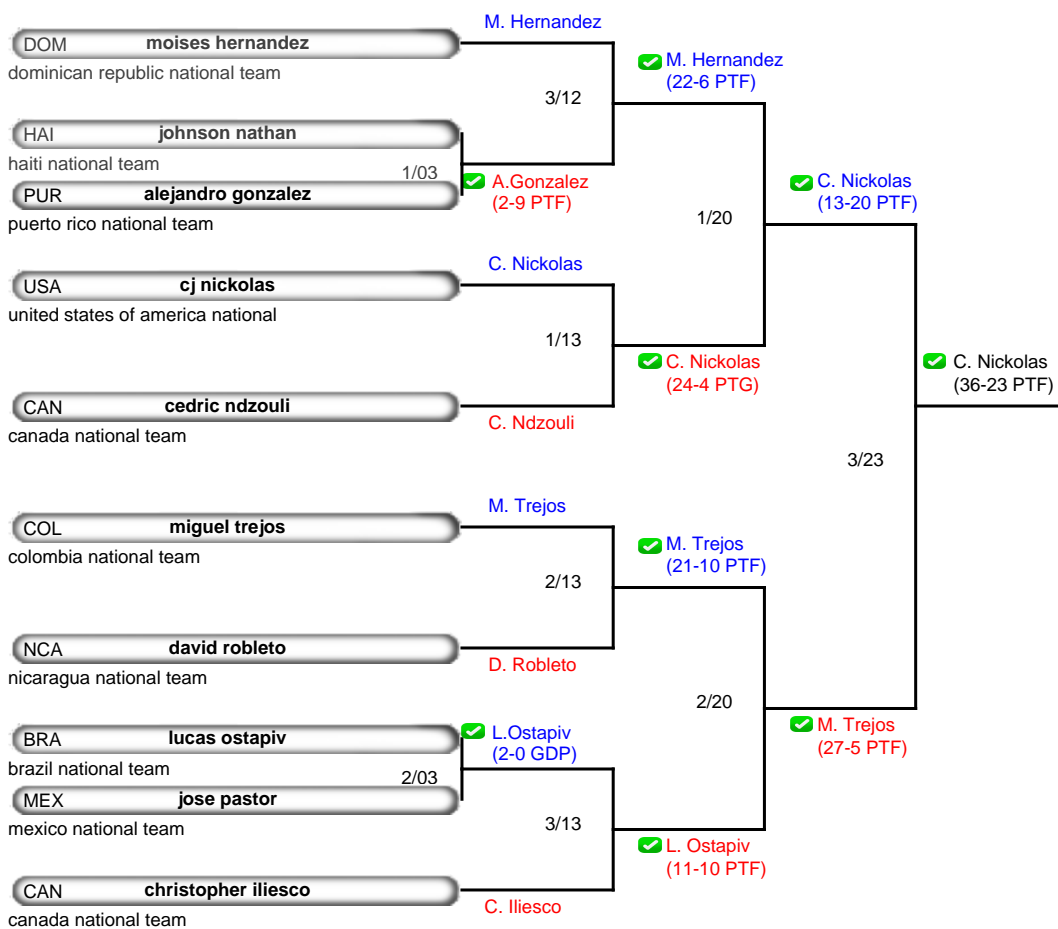 M. Hernandez
DOM moises hernandez
dominican republic national team
M. Hernandez
(22-6 PTF)
3/12
HAI johnson nathan
haiti national team
1/03
PUR alejandro gonzalez
puerto rico national team
A.Gonzalez
(2-9 PTF)
C. Nickolas
(13-20 PTF)
1/20
C. Nickolas
USA cj nickolas
united states of america national
1/13
C. Nickolas
(24-4 PTG)
C. Nickolas
(36-23 PTF)
CAN cedric ndzouli
canada national team
C. Ndzouli
3/23
M. Trejos
COL miguel trejos
colombia national team
M. Trejos
(21-10 PTF)
2/13
NCA david robleto
nicaragua national team
D. Robleto
2/20
M. Trejos
(27-5 PTF)
BRA lucas ostapiv
brazil national team
L.Ostapiv
(2-0 GDP)
2/03
MEX jose pastor
mexico national team
3/13
L. Ostapiv
(11-10 PTF)
CAN christopher iliesco
canada national team
C. Iliesco